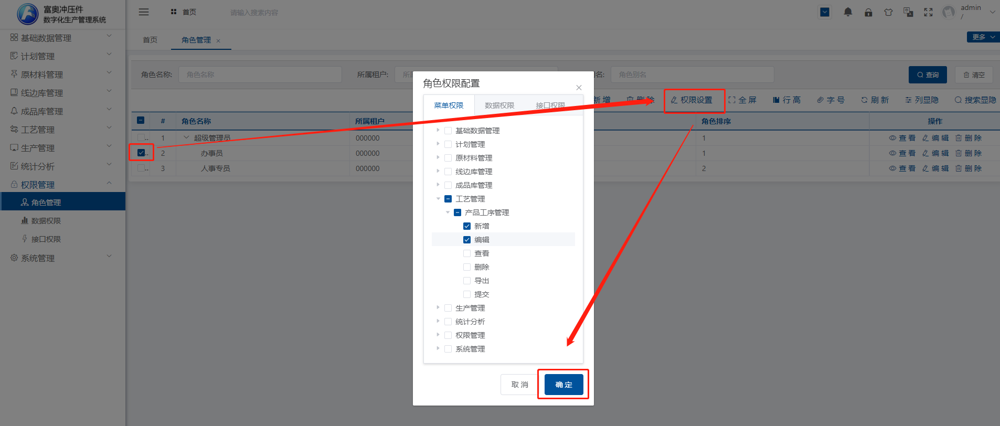 富奥冲压件
数字化生产管理系统
首页
请输入搜索内容
admin
/
基础数据管理
计划管理
原材料管理
线边库管理
成品库管理
工艺管理
生产管理
统计分析
权限管理
角色管理
数据权限
接口权限
系统管理
首页
角色管理
更多
角色名称:
角色名称
所属租户:
所
名:
角色别名
查询
清空
新 增
删 除
权限设置
全 屏
行 高
字 号
刷 新
列显隐
搜索显隐
# 角色名称 所属租户 角色排序 操作
1 超级管理员 000000 1 查 看 编 辑 删 除
2 办事员 000000 1 查 看 编 辑 删 除
3 人事专员 000000 2 查 看 编 辑 删 除
角色权限配置
菜单权限
数据权限
接口权限
基础数据管理
计划管理
原材料管理
线边库管理
成品库管理
工艺管理
产品工序管理
新增
编辑
查看
删除
导出
提交
生产管理
统计分析
权限管理
系统管理
取 消
确 定